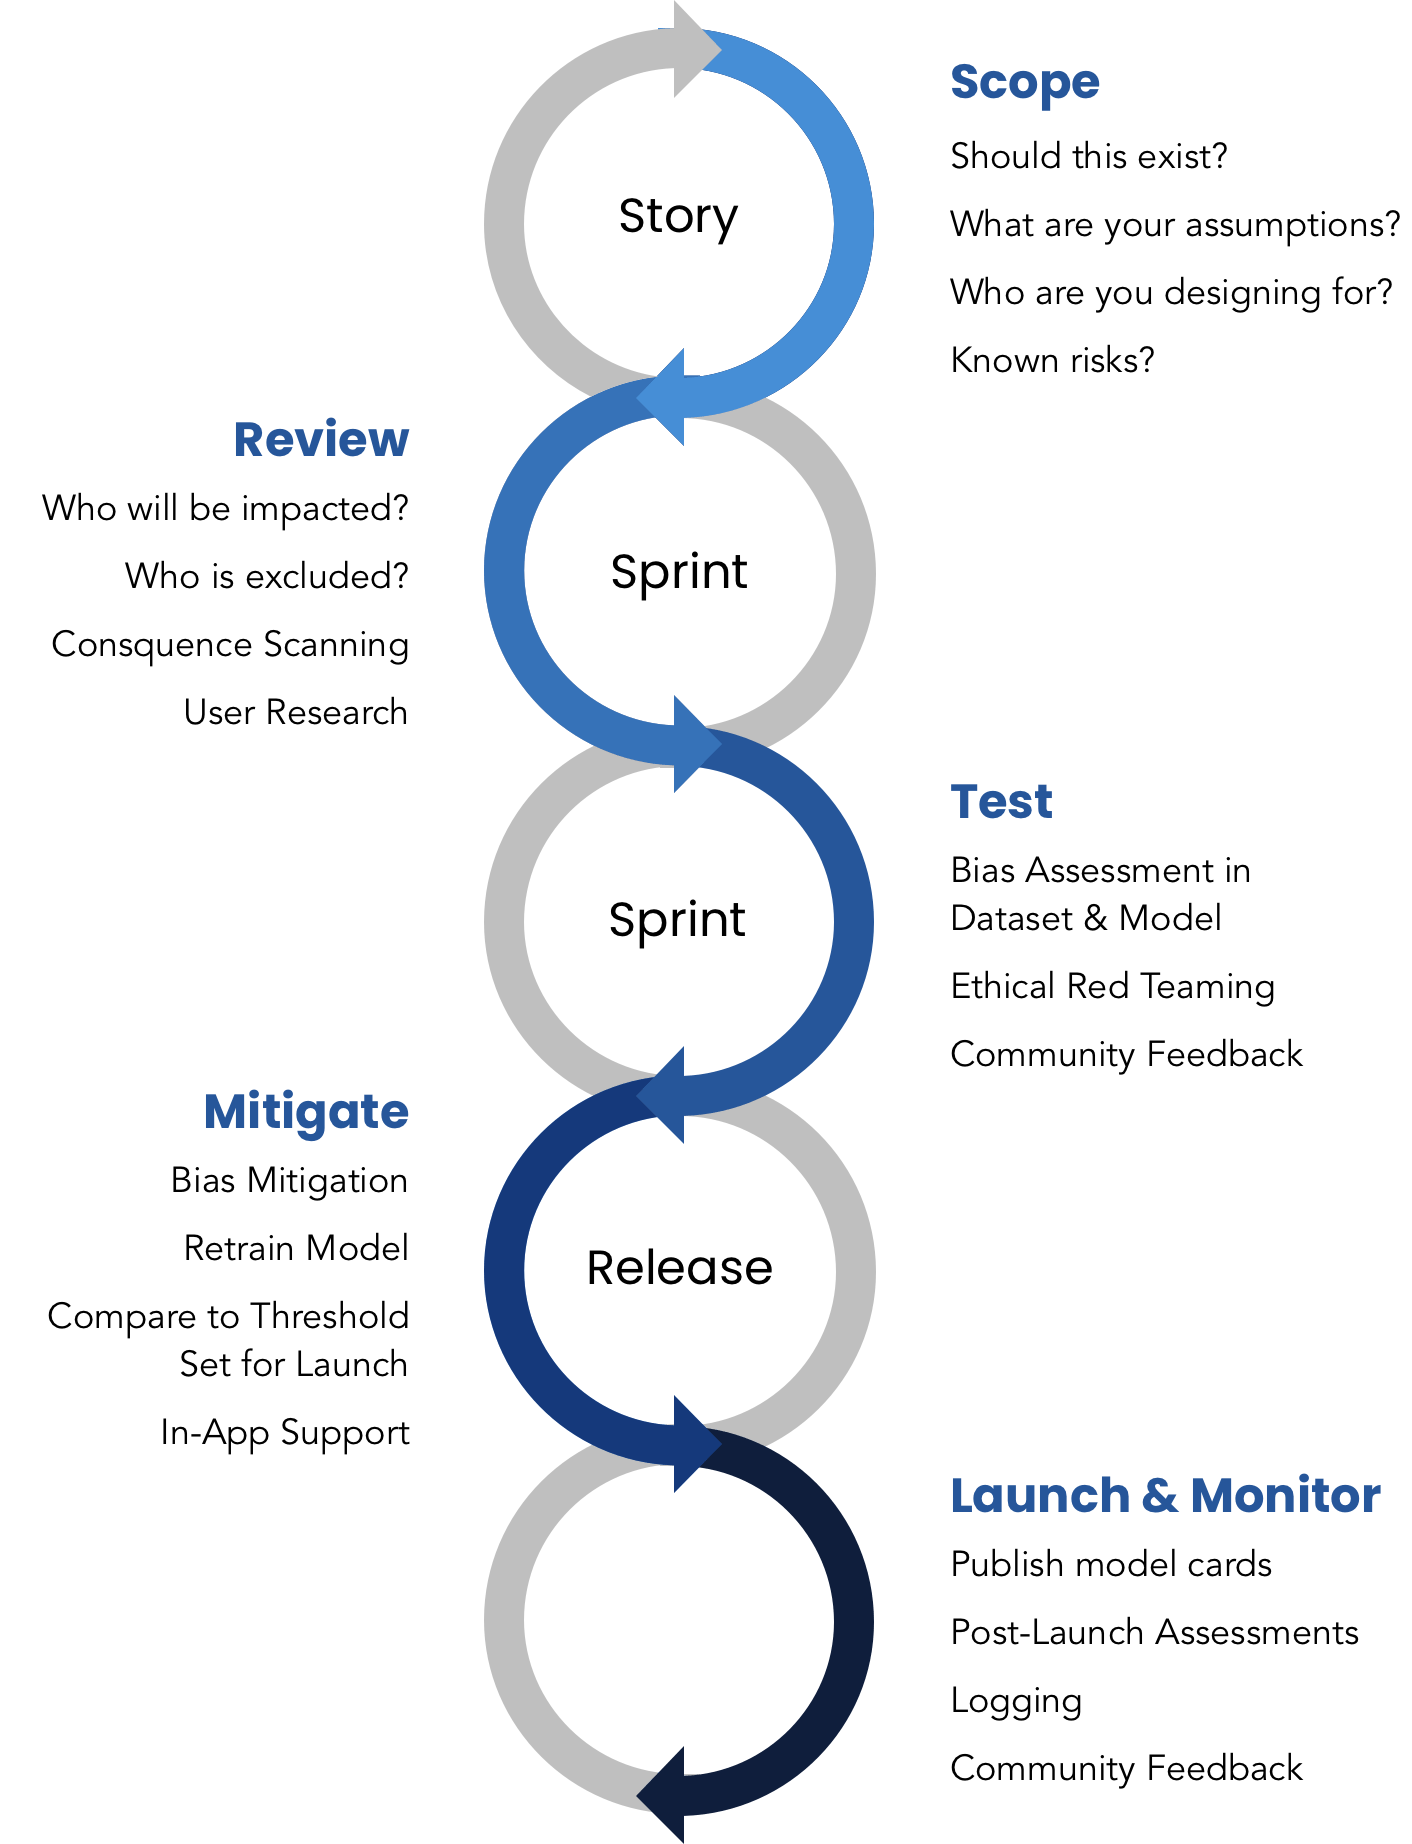 Story
Scope
Should this exist?
What are your assumptions?
Who are you designing for?
Known risks?
Review
Who will be impacted?
Who is excluded?
Consquence Scanning
User Research
Sprint
Sprint
Test
Bias Assessment in
Dataset & Model
Ethical Red Teaming
Community Feedback
Mitigate
Bias Mitigation
Retrain Model
Compare to Threshold
Set for Launch
In-App Support
Release
Launch & Monitor
Publish model cards
Post-Launch Assessments
Logging
Community Feedback